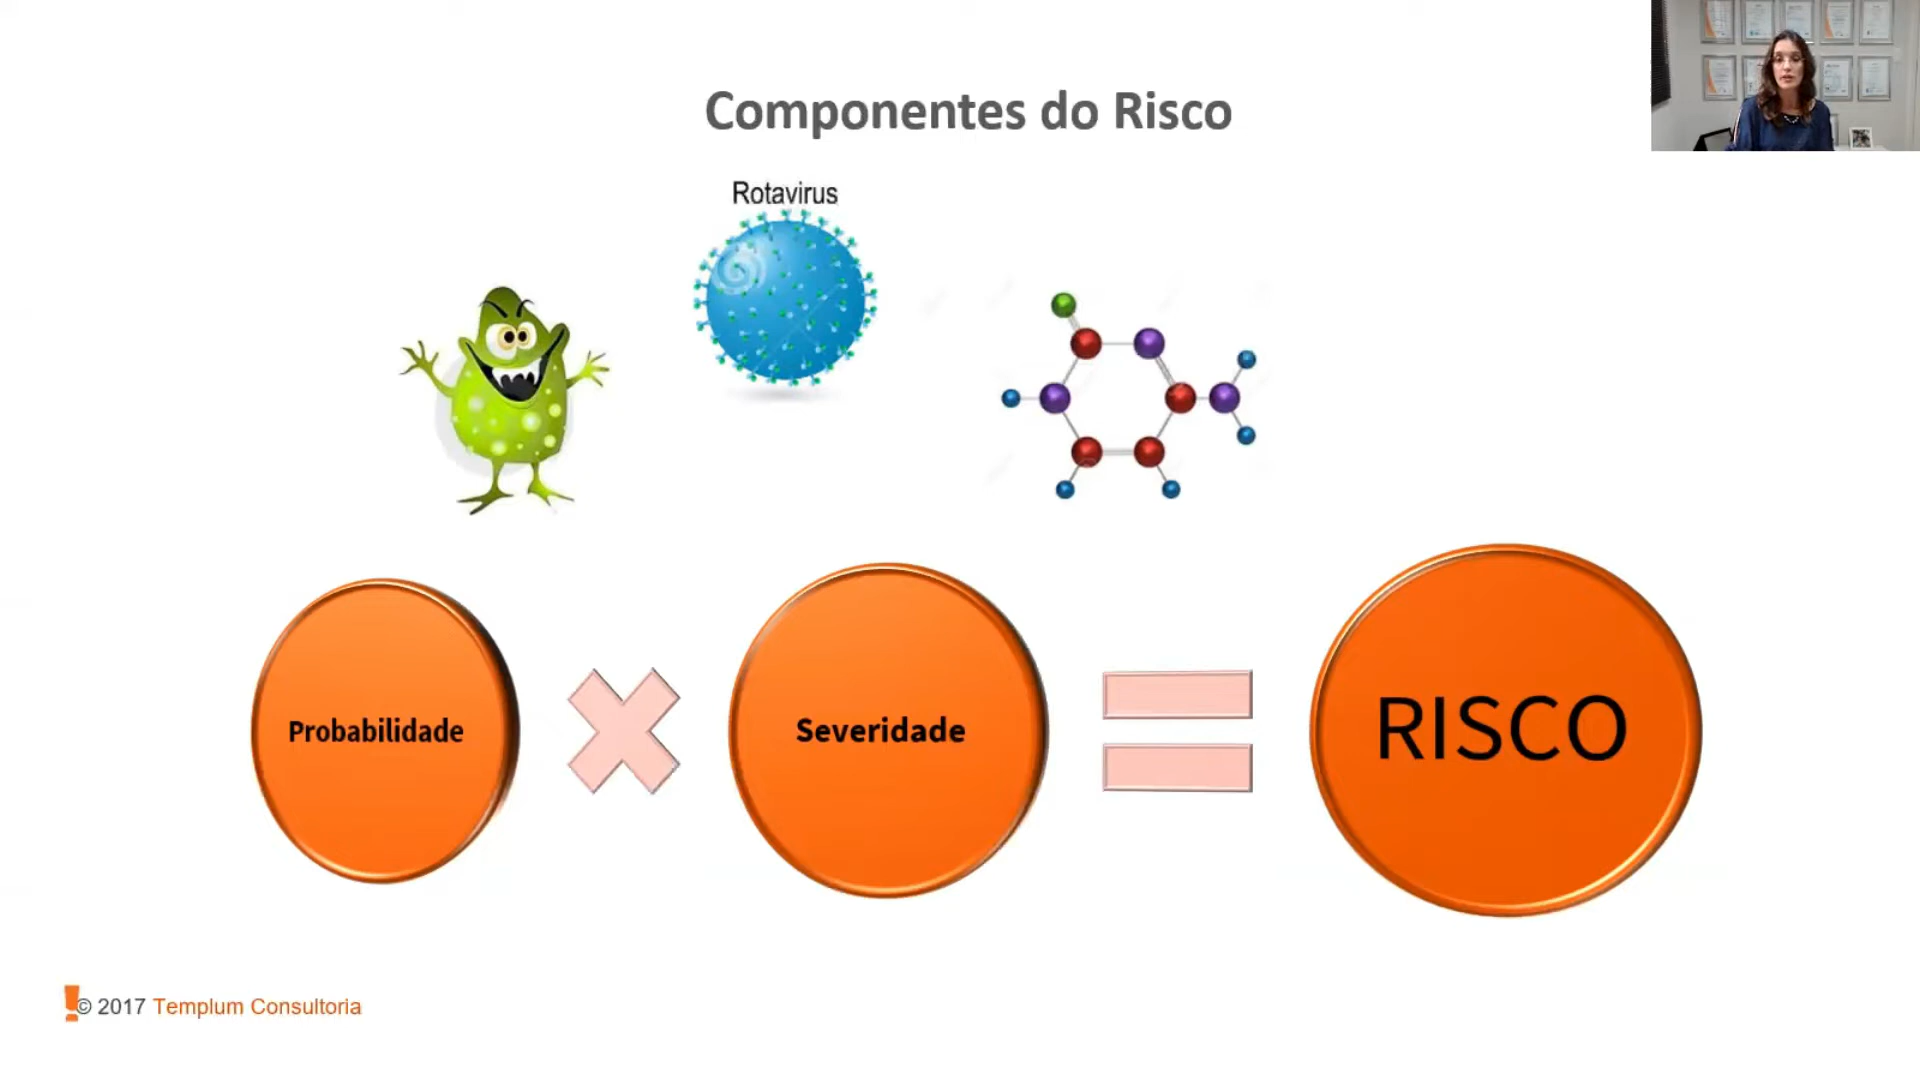 Componentes do Risco
Rotavirus
Probabilidade
Severidade
RISCO
© 2017 Templum Consultoria